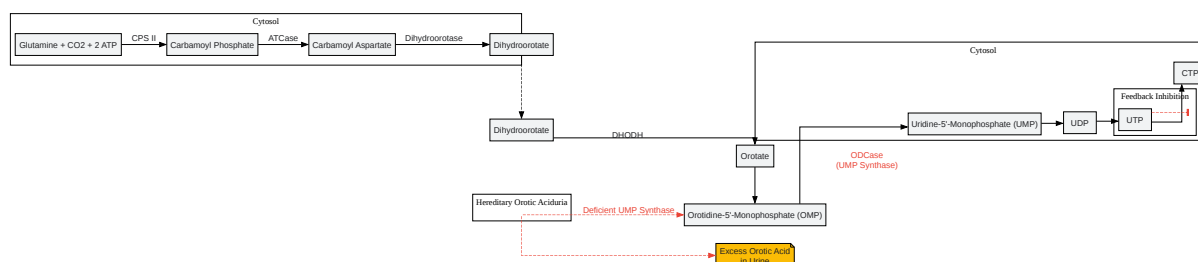 Cytosol
Glutamine + CO2 + 2 ATP
CPS II
Carbamoyl Phosphate
ATCase
Carbamoyl Aspartate
Dihydroorotase
Dihydroorotate
Cytosol
CTP
Feedback Inhibition
Uridine-5'-Monophosphate (UMP)
UDP
UTP
Dihydroorotate
DHODH
Orotate
ODCase
(UMP Synthase)
Hereditary Orotic Aciduria
Deficient UMP Synthase
Orotidine-5'-Monophosphate (OMP)
Excess Orotic Acid
in Urine